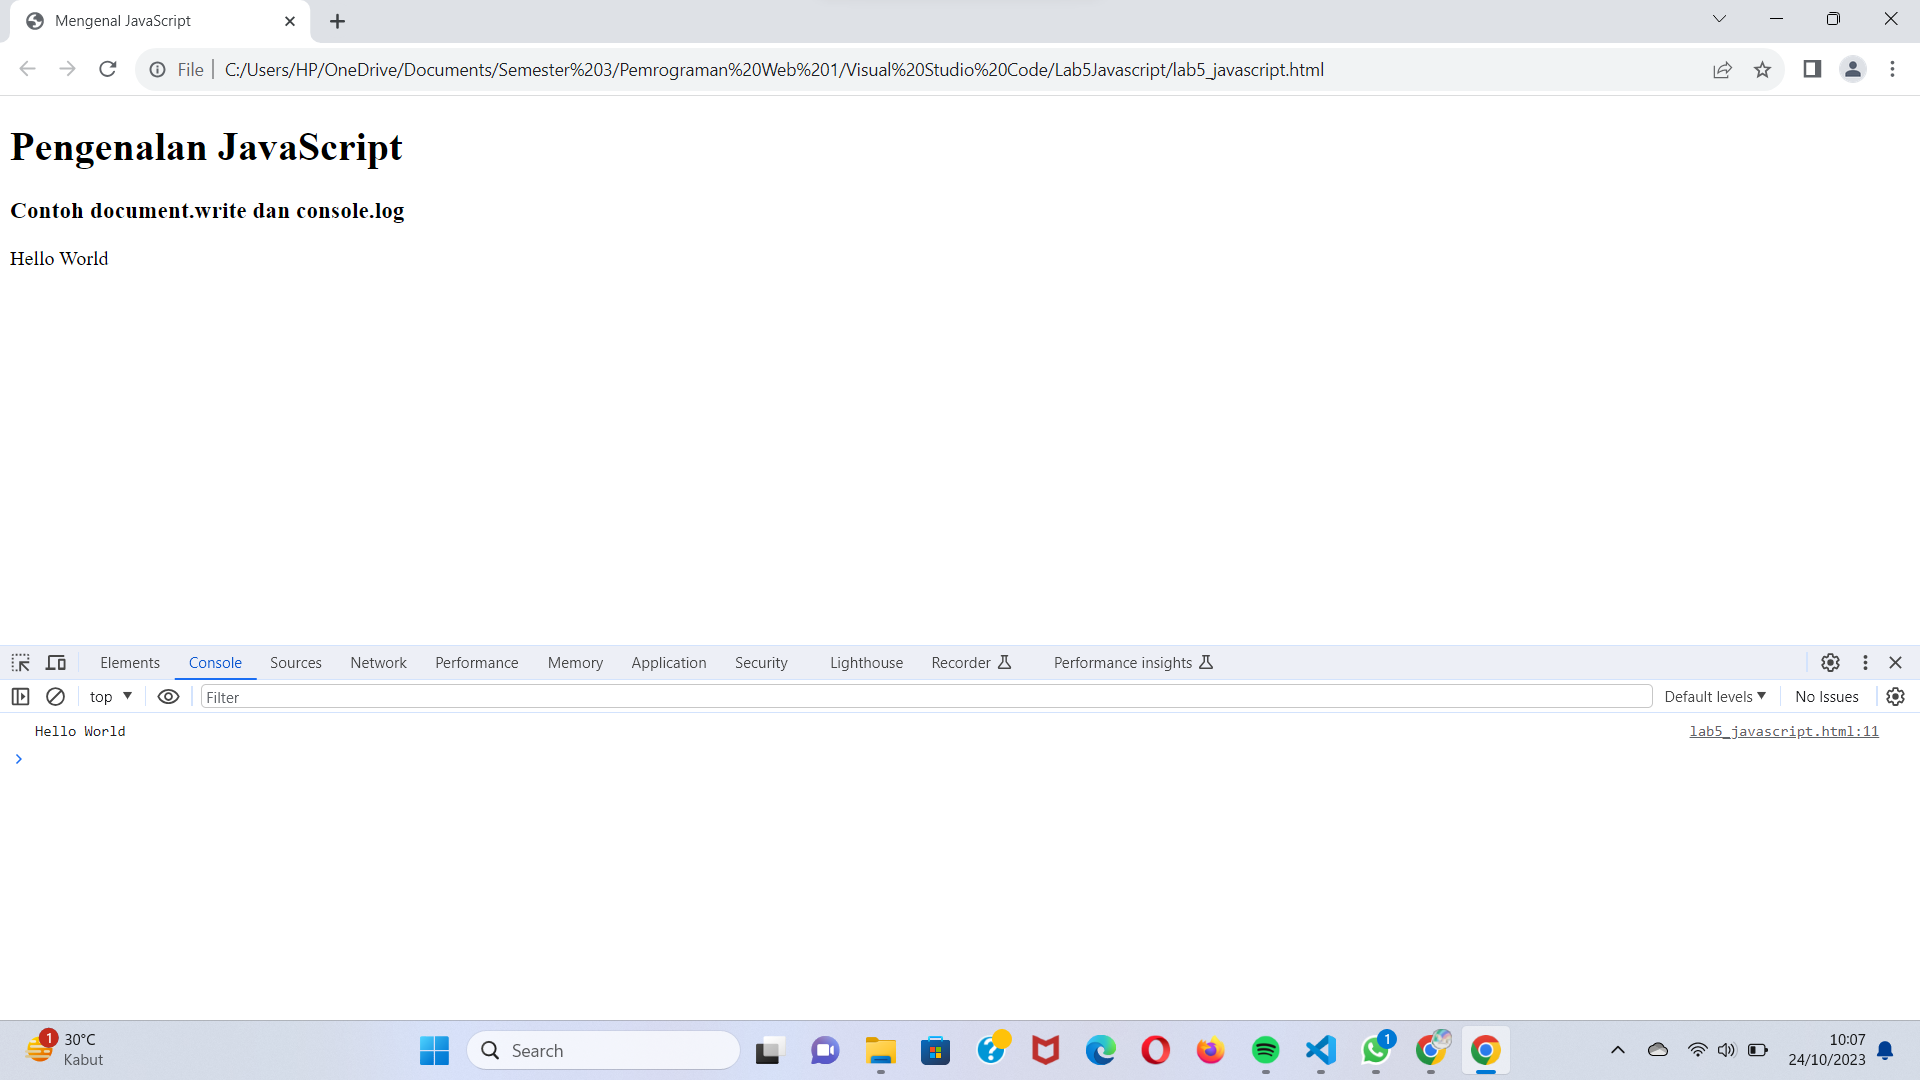 Mengenal JavaScript
File
C:/Users/HP/OneDrive/Documents/Semester%203/Pemrograman%20Web%201/Visual%20Studio%20Code/Lab5Javascript/lab5_javascript.html
Pengenalan JavaScript
Contoh document.write dan console.log
Hello World
Elements Console Sources Network Performance Memory Application Security Lighthouse Recorder Performance insights
top Filter Default levels No Issues
Hello World lab5_javascript.html:11
1 30°C
Kabut
Search
1
10:07
24/10/2023